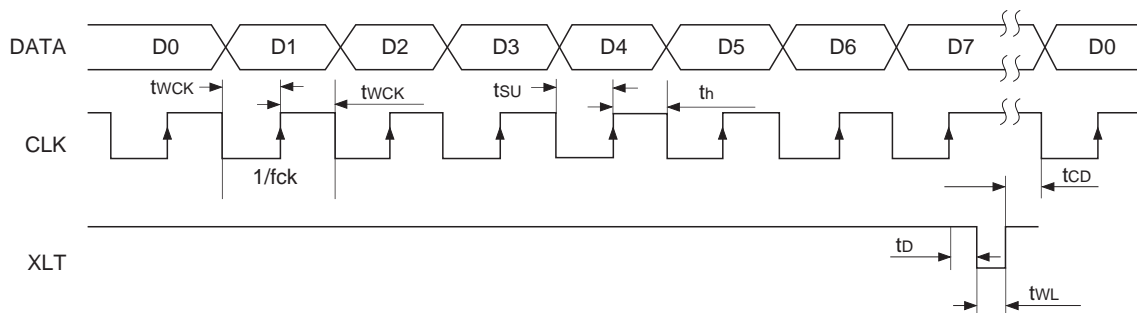 DATA D0 D1 D2 D3 D4 D5 D6 D7 D0
tWCK tWCK tSU th
CLK
1/fck tCD
XLT tD
tWL